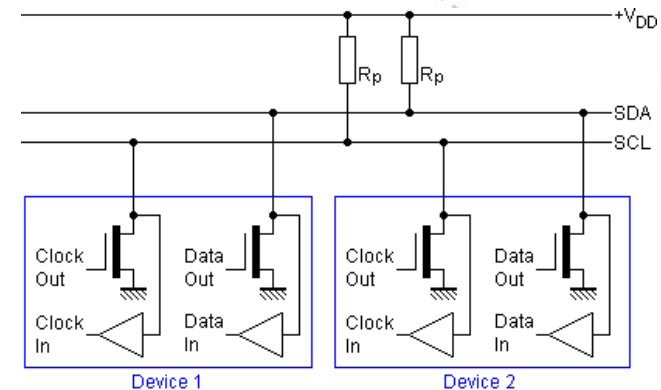 +VDD
Rp Rp
SDA
SCL
Clock Out
Data Out
Clock Out
Data Out
Clock In
Data In
Clock In
Data In
Device 1
Device 2